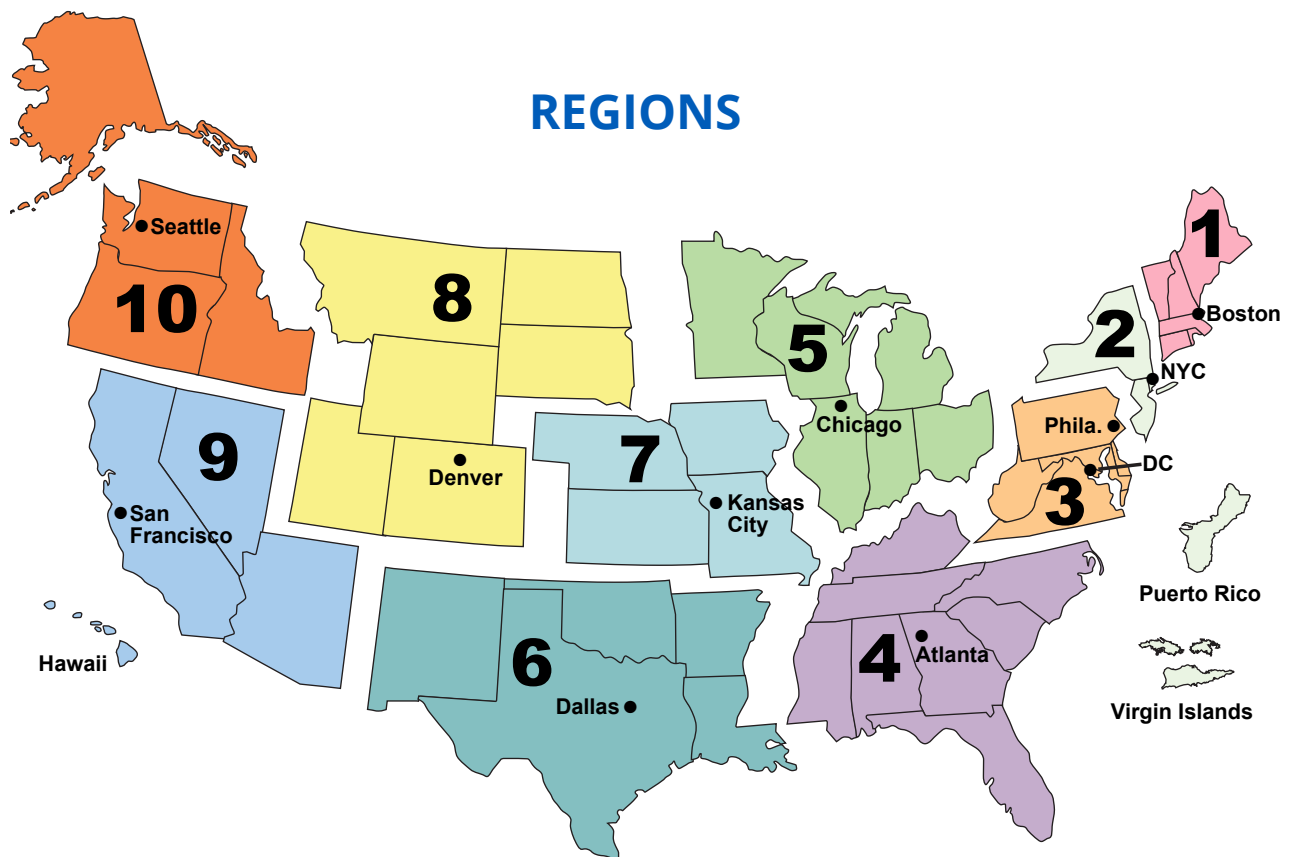 REGIONS
1
Seattle
8
10
Boston
2
5
NYC
Chicago
Phila.
7
9
DC
Denver
3
Kansas
City
San
Francisco
Puerto Rico
4
Atlanta
Hawaii
6
Dallas
Virgin Islands